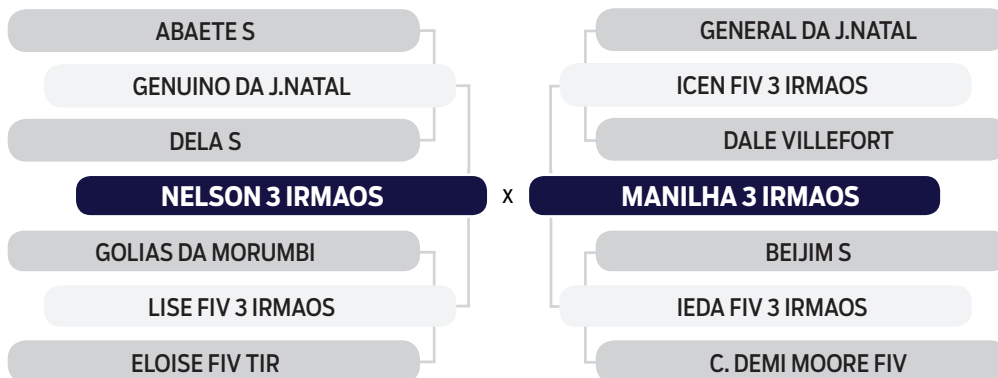 ABAETE S
GENUINO DA J.NATAL
DELA S
NELSON 3 IRMAOS
GOLIAS DA MORUMBI
LISE FIV 3 IRMAOS
ELOISE FIV TIR
x
GENERAL DA J.NATAL
ICEN FIV 3 IRMAOS
DALE VILLEFORT
MANILHA 3 IRMAOS
BEIJIM S
IEDA FIV 3 IRMAOS
C. DEMI MOORE FIV